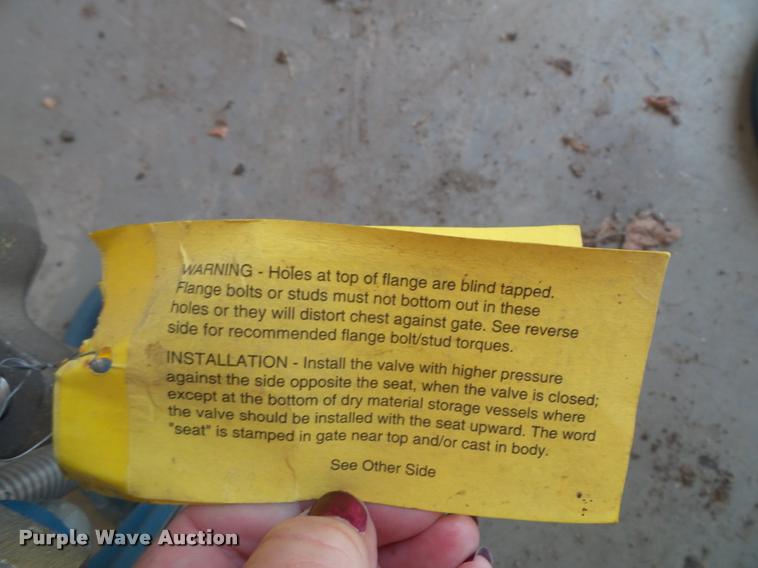 WARNING - Holes at top of flange are blind tapped.
Flange bolts or studs must not bottom out in these
holes or they will distort chest against gate. See reverse
side for recommended flange bolt/stud torques.
INSTALLATION - Install the valve with higher pressure
against the side opposite the seat, when the valve is closed;
except at the bottom of dry material storage vessels where
the valve should be installed with the seat upward. The word
"seat" is stamped in gate near top and/or cast in body.
See Other Side
Purple Wave Auction